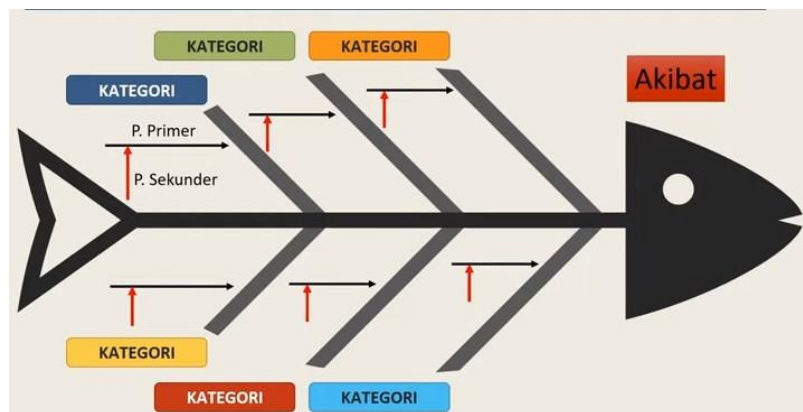 KATEGORI
KATEGORI
Akibat
KATEGORI
P. Primer
P. Sekunder
KATEGORI
KATEGORI
KATEGORI